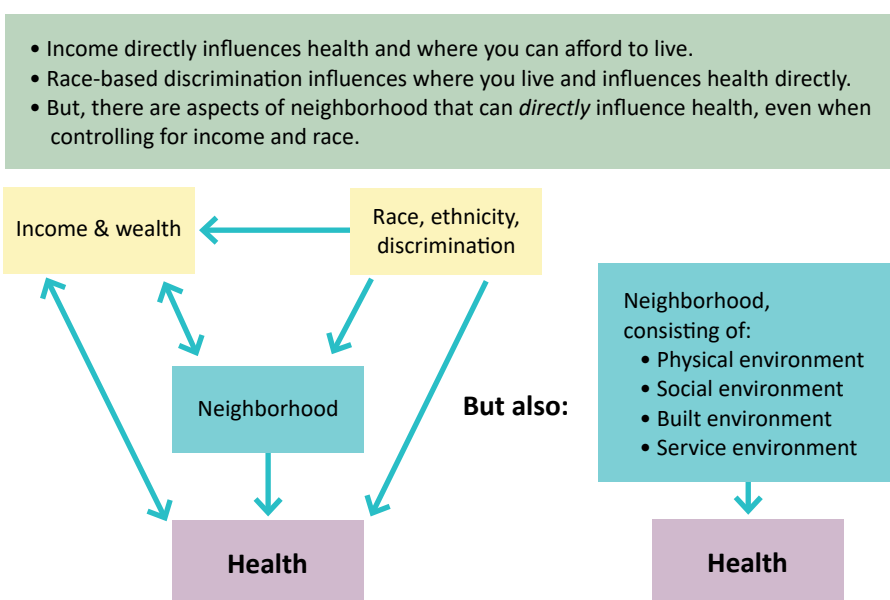 • Income directly influences health and where you can afford to live.
• Race-based discrimination influences where you live and influences health directly.
• But, there are aspects of neighborhood that can directly influence health, even when
controlling for income and race.
Income & wealth
Race, ethnicity,
discrimination
Neighborhood
Health
But also:
Neighborhood,
consisting of:
• Physical environment
• Social environment
• Built environment
• Service environment
Health